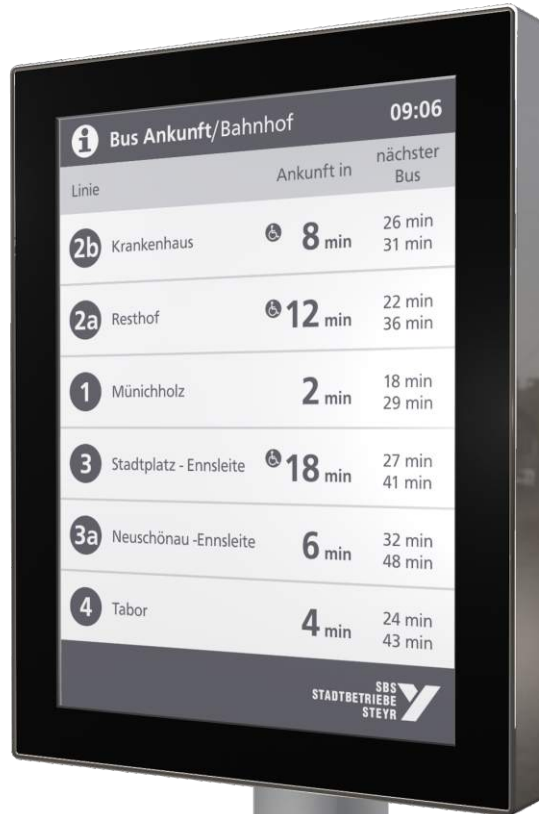 i Bus Ankunft/Bahnhof 09:06
Linie Ankunft in nächster Bus
2b Krankenhaus 8 min 26 min
31 min
2a Resthof 12 min 22 min
36 min
1 Münichholz 2 min 18 min
29 min
3 Stadtplatz - Ennsleite 18 min 27 min
41 min
3a Neuschönau -Ennsleite 6 min 32 min
48 min
4 Tabor 4 min 24 min
43 min
SBS
STADTBETRIEBE
STEYR